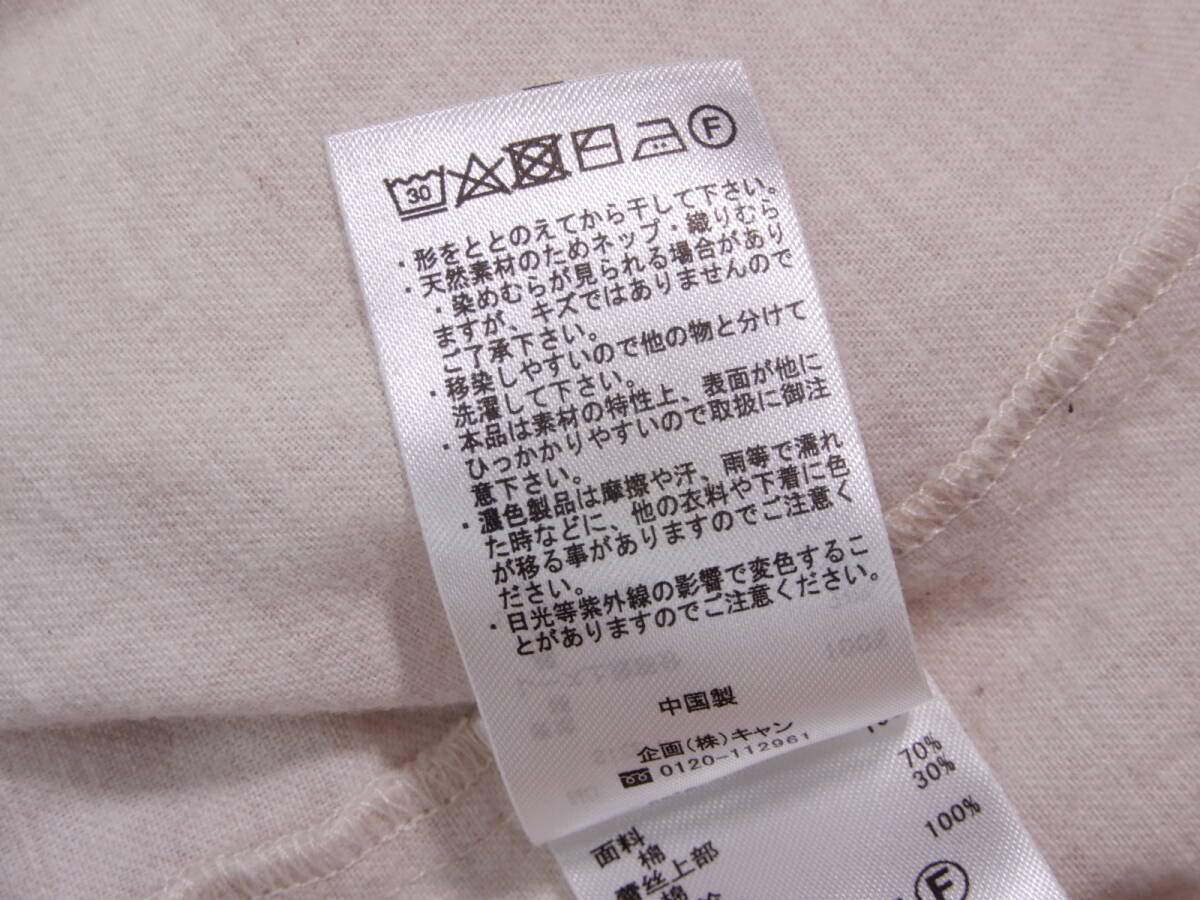 30 F
・形をととのえてから干して下さい。
・天然素材のためネップ・織りむら
・染めむらが見られる場合があり
ますが、キズではありませんので
ご了承下さい。
・移染しやすいので他の物と分けて
洗濯して下さい。
・本品は素材の特性上、表面が他に
ひっかかりやすいので取扱に御注
意下さい。
・濃色製品は摩擦や汗、雨等で濡れ
た時などに、他の衣料や下着に色
が移る事がありますのでご注意く
ださい。
・日光等紫外線の影響で変色するこ
とがありますのでご注意ください。
中国製
企画(株)キャン
0120-112961
70%
30%
面料
棉 100%
蕾丝上部
棉
F